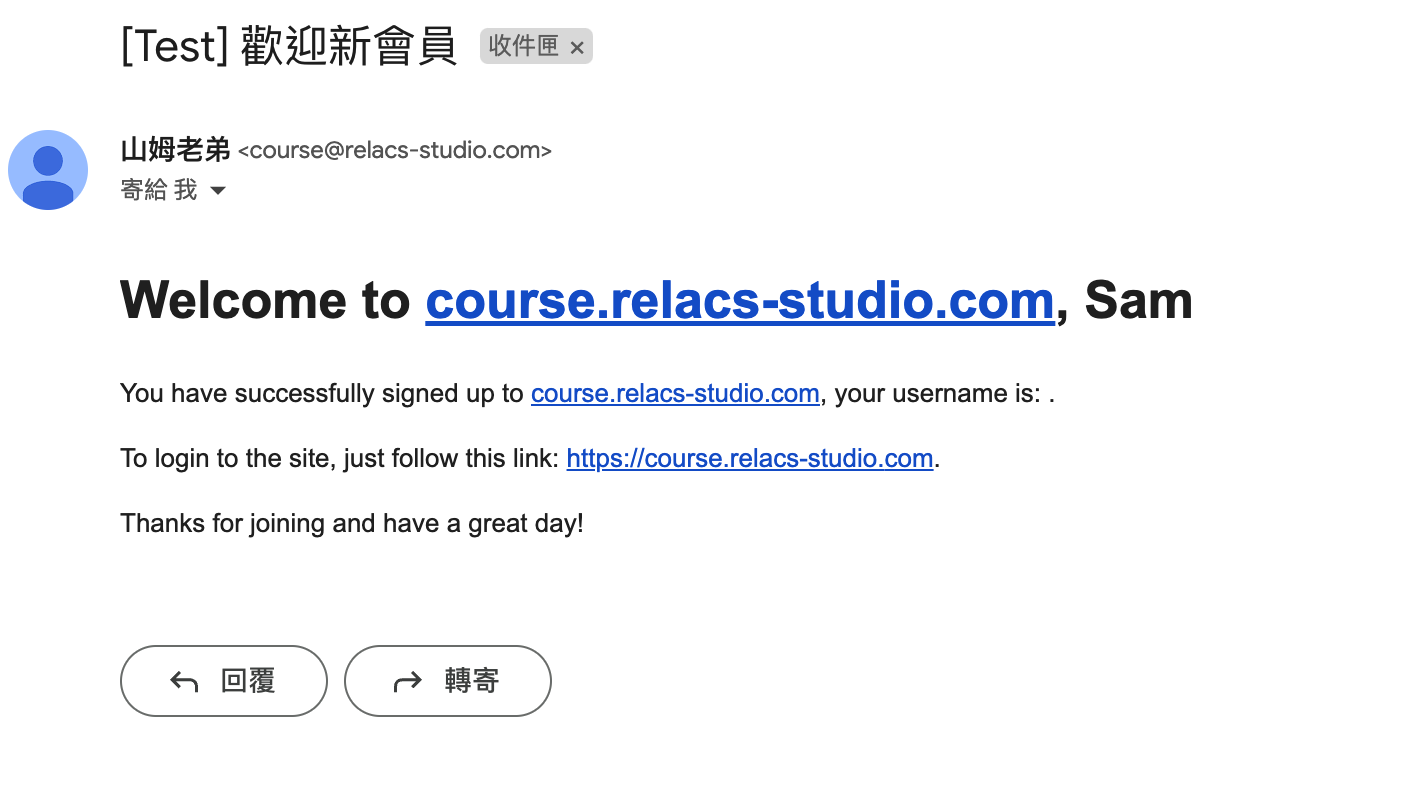 [Test] 歡迎新會員 收件匣 ×
山姆老弟 <course@relacs-studio.com>
寄給 我
Welcome to course.relacs-studio.com, Sam
You have successfully signed up to course.relacs-studio.com, your username is: .
To login to the site, just follow this link: https://course.relacs-studio.com.
Thanks for joining and have a great day!
回覆 轉寄